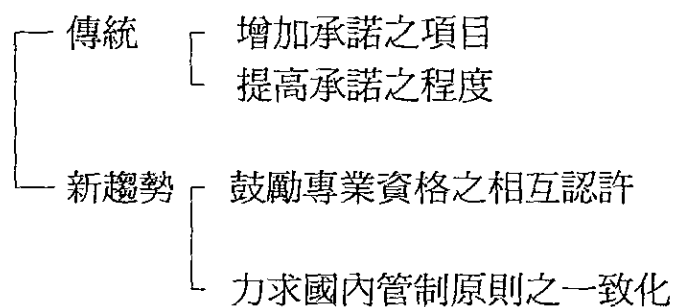 傳統 增加承諾之項目
提高承諾之程度
新趨勢 鼓勵專業資格之相互認許
力求國內管制原則之一致化